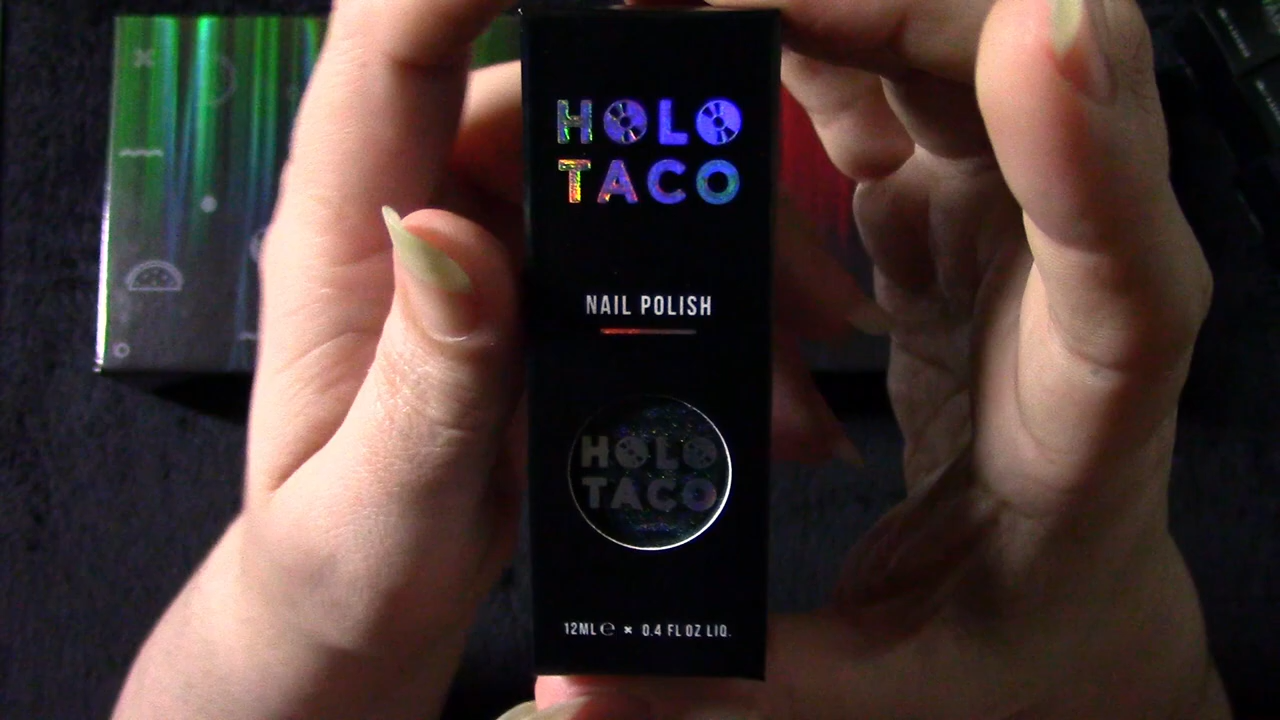 HOLO
TACO
NAIL POLISH
HOLO
TACO
12ML℮ × 0.4 FL OZ LIQ.